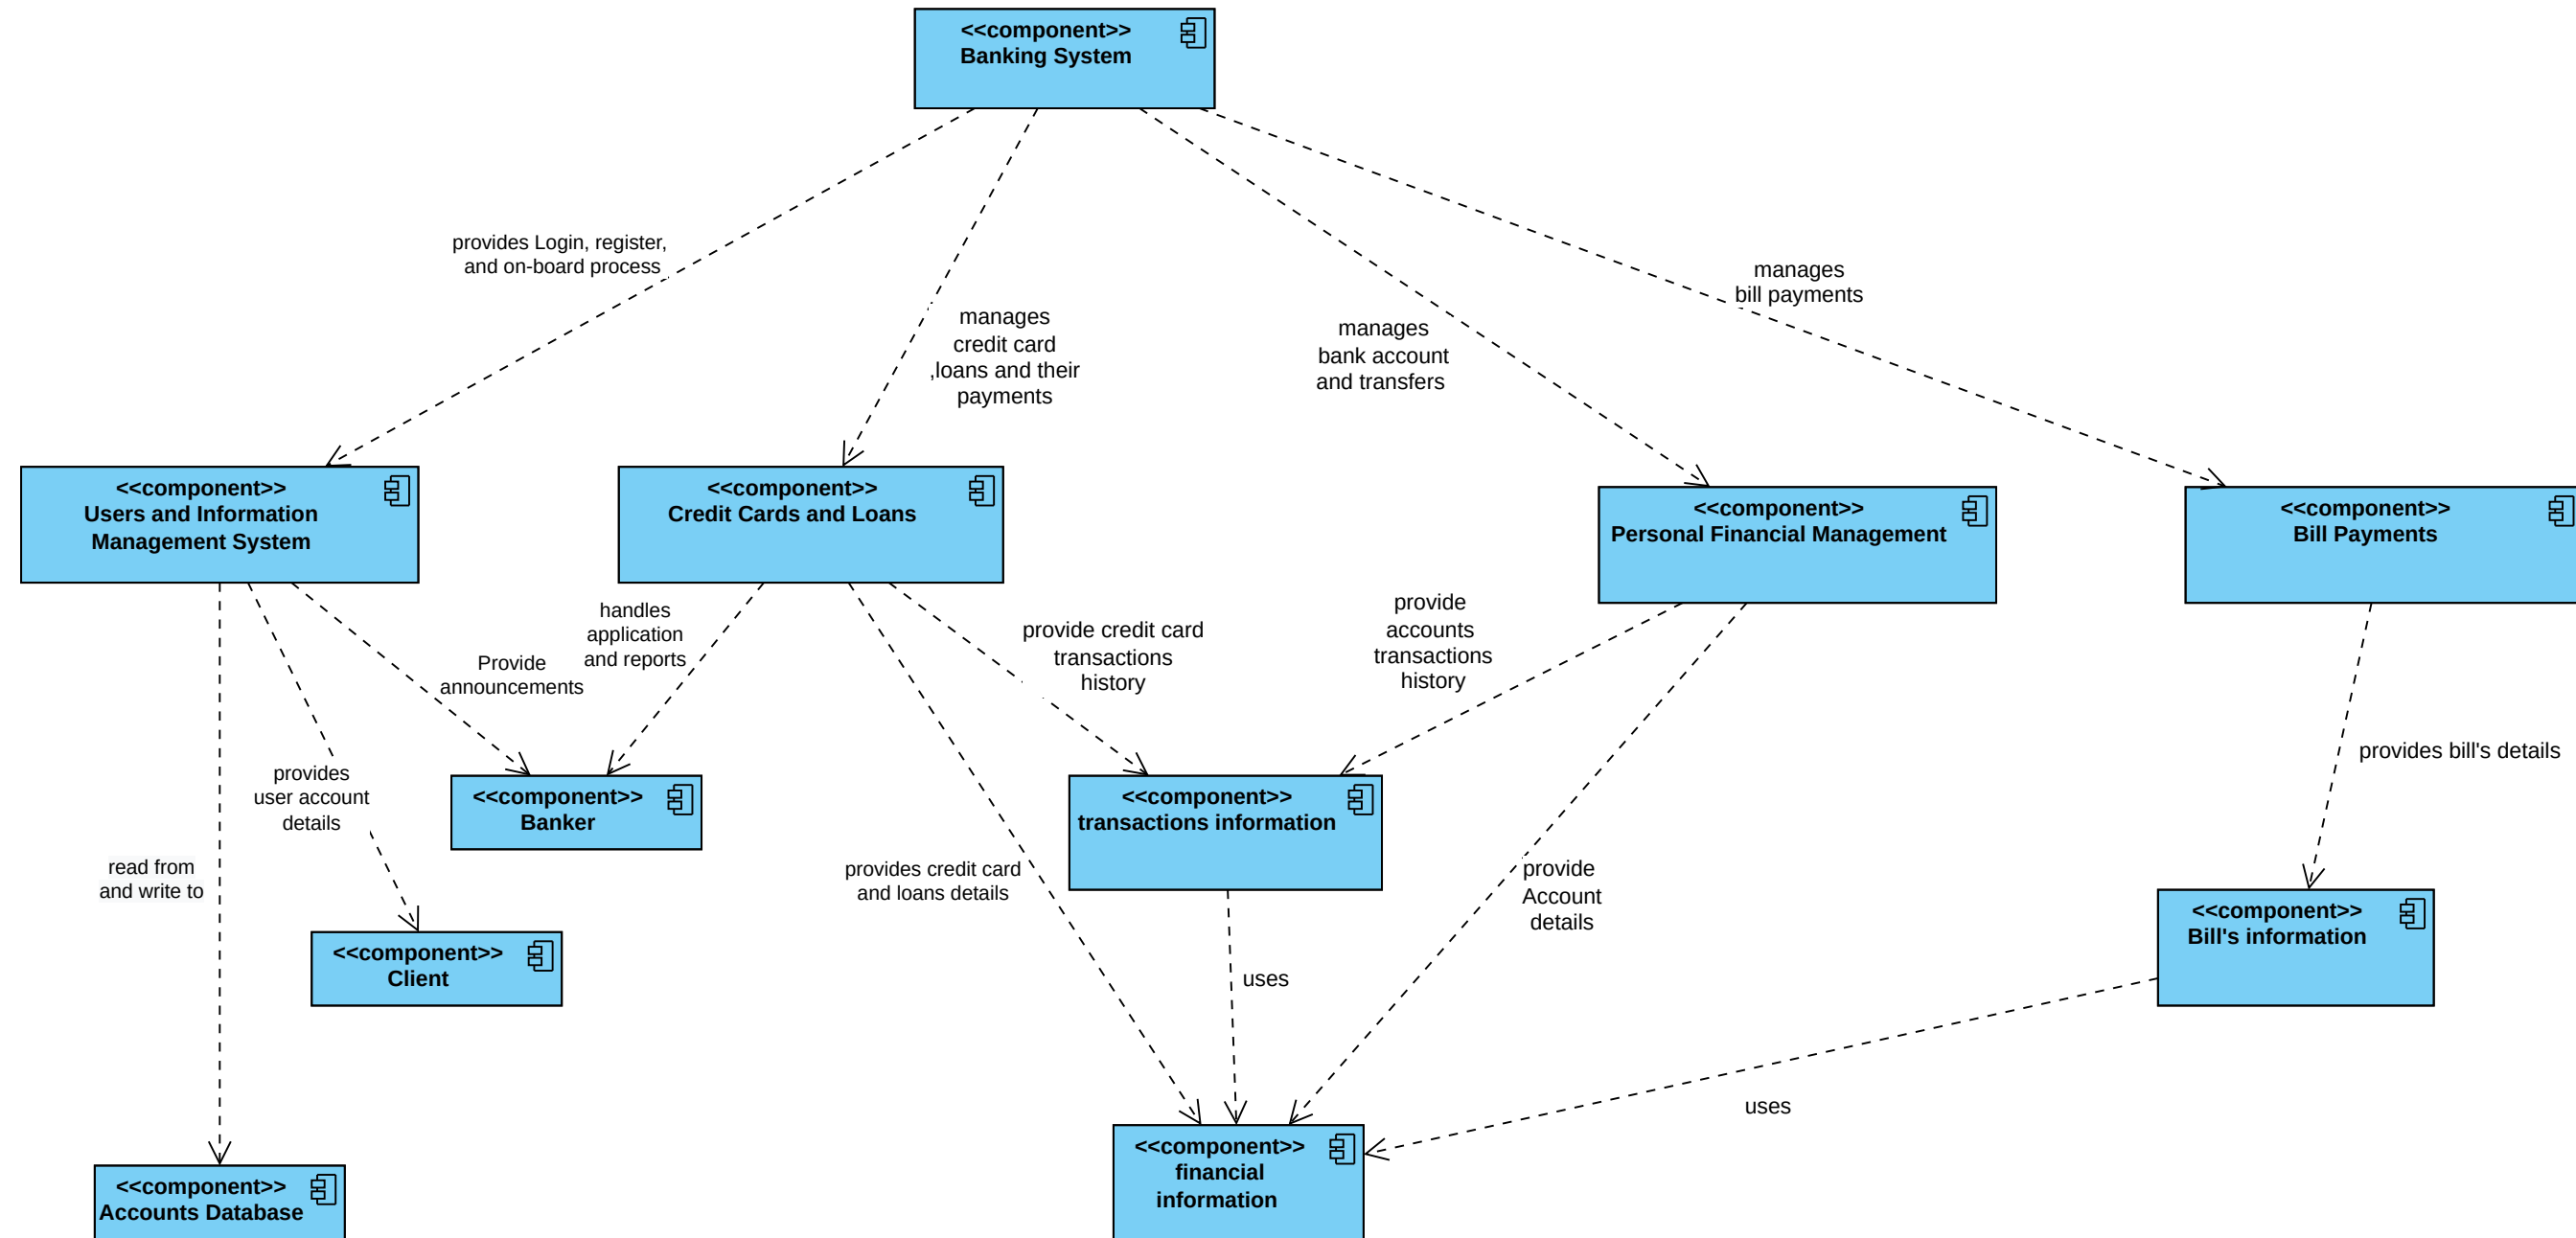 <<component>>
Banking System
provides Login, register,
and on-board process
manages
credit card
,loans and their
payments
manages
bank account
and transfers
manages
bill payments
<<component>>
Users and Information
Management System
<<component>>
Credit Cards and Loans
<<component>>
Personal Financial Management
<<component>>
Bill Payments
Provide
announcements
handles
application
and reports
provide credit card
transactions
history
provide
accounts
transactions
history
provides bill's details
provides
user account
details
<<component>>
Banker
<<component>>
transactions information
read from
and write to
provides credit card
and loans details
provide
Account
details
<<component>>
Client
uses
<<component>>
Bill's information
uses
<<component>>
Accounts Database
<<component>>
financial
information